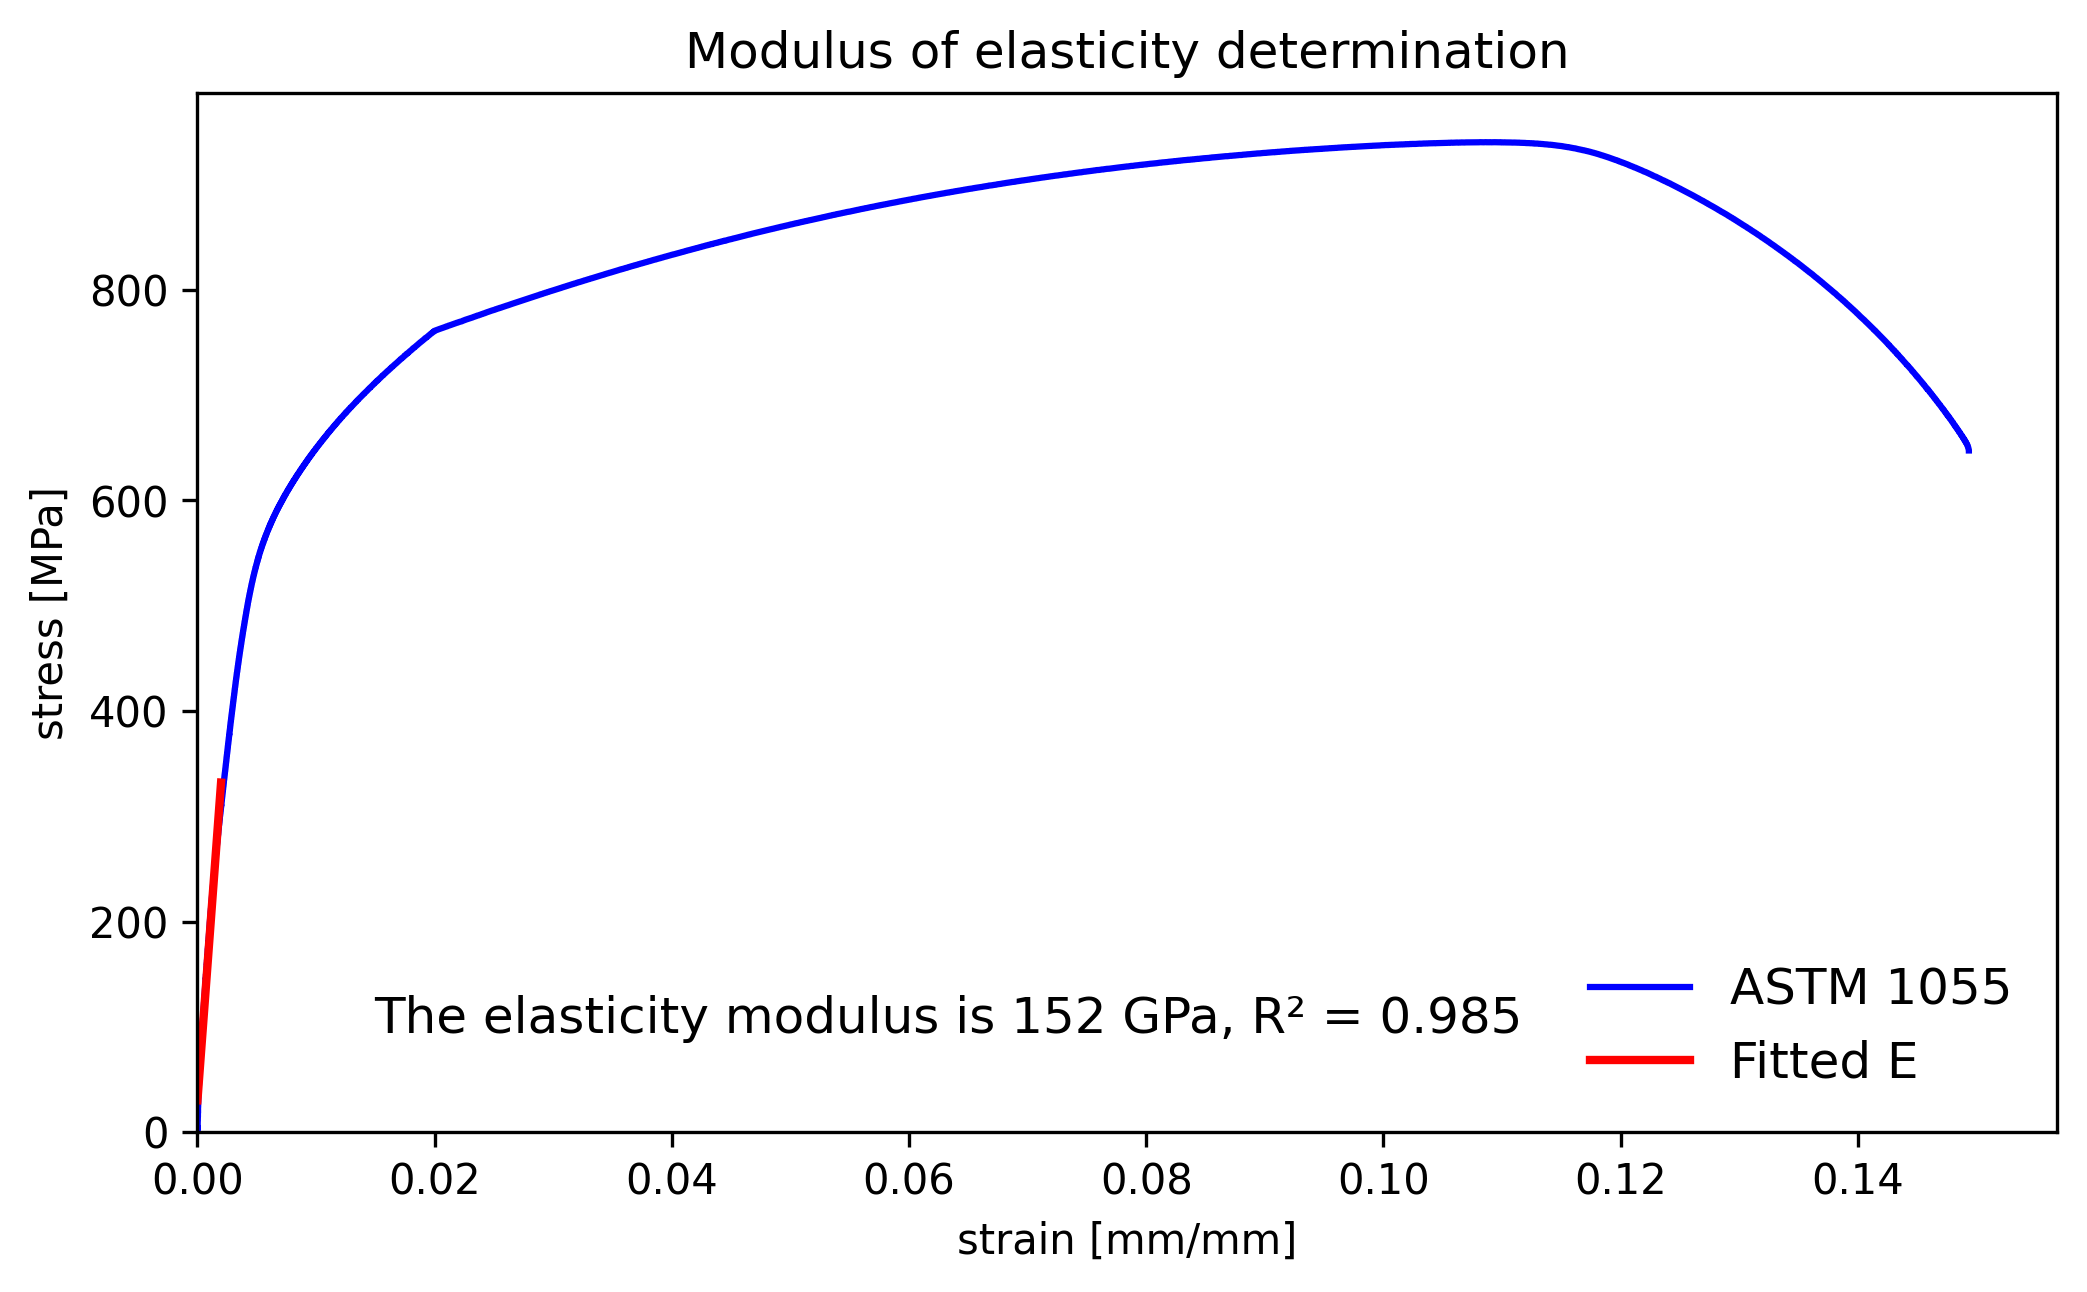 Modulus of elasticity determination
stress [MPa]
800
600
400
200
0
The elasticity modulus is 152 GPa, R² = 0.985
ASTM 1055
Fitted E
0.00 0.02 0.04 0.06 0.08 0.10 0.12 0.14
strain [mm/mm]